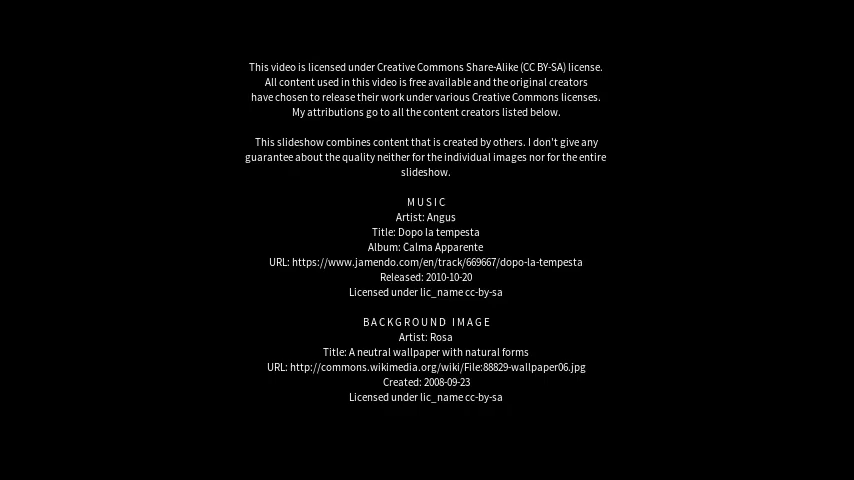 This video is licensed under Creative Commons Share-Alike (CC BY-SA) license.
All content used in this video is free available and the original creators
have chosen to release their work under various Creative Commons licenses.
My attributions go to all the content creators listed below.
This slideshow combines content that is created by others. I don't give any
guarantee about the quality neither for the individual images nor for the entire
slideshow.
MUSIC
Artist: Angus
Title: Dopo la tempesta
Album: Calma Apparente
URL: https://www.jamendo.com/en/track/669667/dopo-la-tempesta
Released: 2010-10-20
Licensed under lic_name cc-by-sa
BACKGROUND IMAGE
Artist: Rosa
Title: A neutral wallpaper with natural forms
URL: http://commons.wikimedia.org/wiki/File:88829-wallpaper06.jpg
Created: 2008-09-23
Licensed under lic_name cc-by-sa